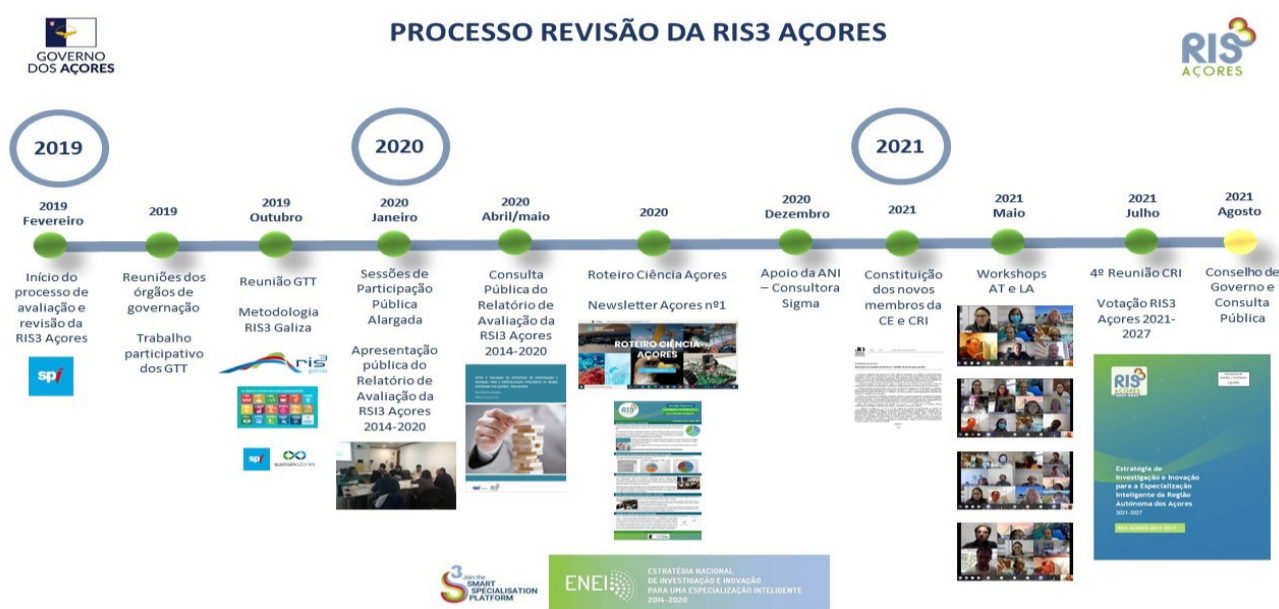 PROCESSO REVISÃO DA RIS3 AÇORES
GOVERNO
DOS AÇORES
RIS3
AÇORES
2019
2020
2021
2019
Fevereiro
Início do
processo de
avaliação e
revisão da
RIS3 Açores
spi
2019
Reuniões dos
órgãos de
governação
Trabalho
participativo
dos GTT
2019
Outubro
Reunião GTT
Metodologia
RIS3 Galiza
ris3
galicia
spi
sustainazores
2020
Janeiro
Sessões de
Participação
Pública
Alargada
Apresentação
pública do
Relatório de
Avaliação da
RSI3 Açores
2014-2020
2020
Abril/maio
Consulta
Pública do
Relatório de
Avaliação da
RSI3 Açores
2014-2020
2020
Roteiro Ciência Açores
Newsletter Açores nº1
ROTEIRO CIÊNCIA
AÇORES
2020
Dezembro
Apoio da ANI
– Consultora
Sigma
2021
Constituição
dos novos
membros da
CE e CRI
2021
Maio
Workshops
AT e LA
2021
Julho
4º Reunião CRI
Votação RIS3
Açores 2021-
2027
RIS3
AÇORES
2021-2027
Estratégia de
Investigação e Inovação
para a Especialização
Inteligente da Região
Autónoma dos Açores
2021-2027
RIS3 AÇORES 2021-2027
2021
Agosto
Conselho de
Governo e
Consulta
Pública
S3
Join the
SMART
SPECIALISATION
PLATFORM
ENEI
ESTRATÉGIA NACIONAL
DE INVESTIGAÇÃO E INOVAÇÃO
PARA UMA ESPECIALIZAÇÃO INTELIGENTE
2014-2020